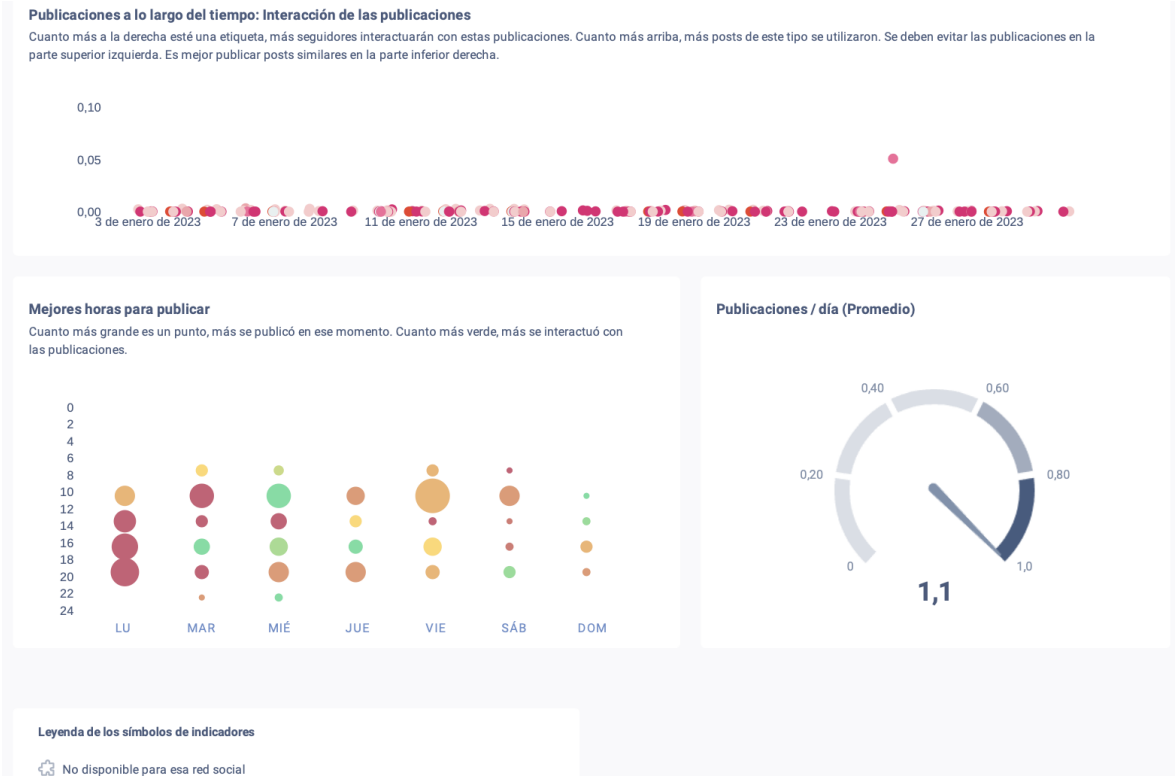 Publicaciones a lo largo del tiempo: Interacción de las publicaciones
Cuanto más a la derecha esté una etiqueta, más seguidores interactuarán con estas publicaciones. Cuanto más arriba, más posts de este tipo se utilizaron. Se deben evitar las publicaciones en la
parte superior izquierda. Es mejor publicar posts similares en la parte inferior derecha.
0,10
0,05
0,00
3 de enero de 2023 7 de enero de 2023 11 de enero de 2023 15 de enero de 2023 19 de enero de 2023 23 de enero de 2023 27 de enero de 2023
Mejores horas para publicar
Cuanto más grande es un punto, más se publicó en ese momento. Cuanto más verde, más se interactuó con
las publicaciones.
0
2
4
6
8
10
12
14
16
18
20
22
24
LU MAR MIÉ JUE VIE SÁB DOM
Publicaciones / día (Promedio)
0,40 0,60
0,20 0,80
0 1,0
1,1
Leyenda de los símbolos de indicadores
No disponible para esa red social